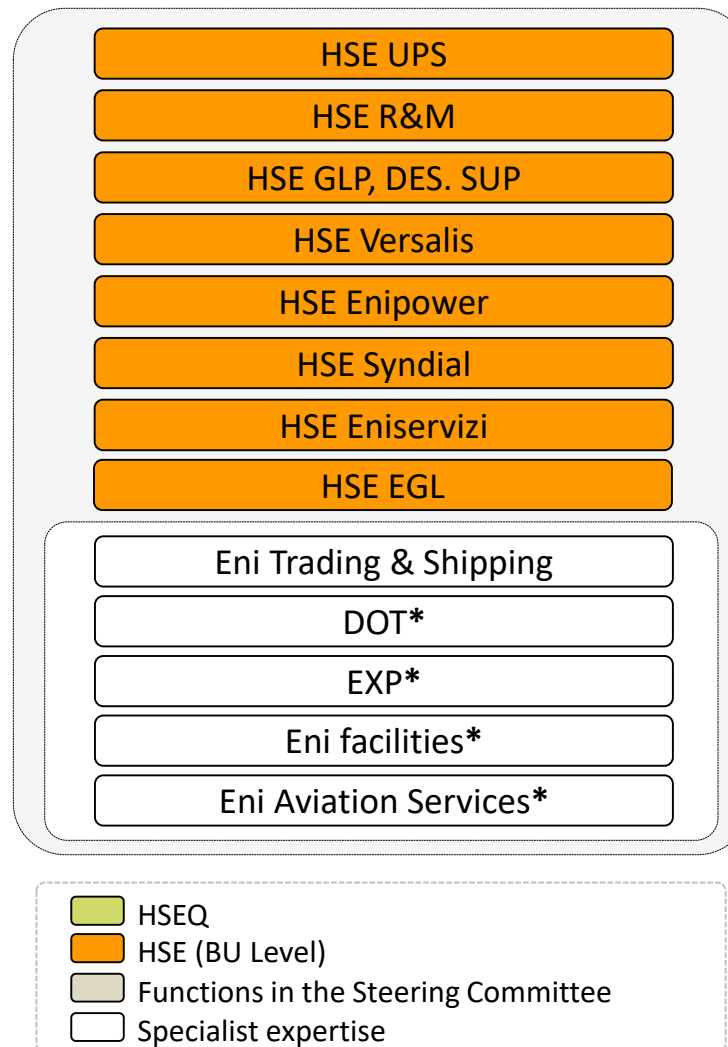 HSE UPS
HSE R&M
HSE GLP, DES. SUP
HSE Versalis
HSE Enipower
HSE Syndial
HSE Eniservizi
HSE EGL
Eni Trading & Shipping
DOT*
EXP*
Eni facilities*
Eni Aviation Services*
HSEQ
HSE (BU Level)
Functions in the Steering Committee
Specialist expertise